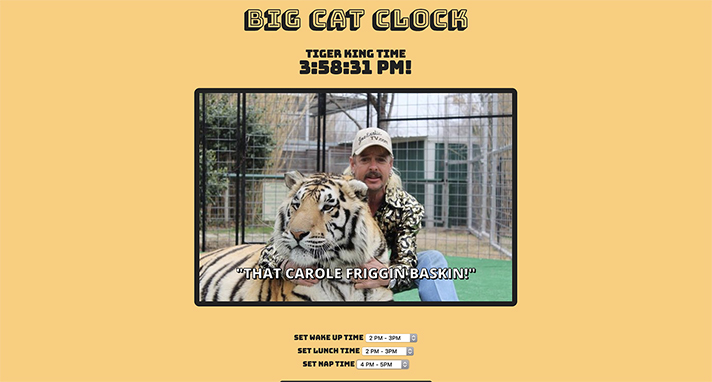 BIG CAT CLOCK
TIGER KING TIME
3:58:31 PM!
"THAT CAROLE FRIGGIN BASKIN!"
SET WAKE UP TIME 2 PM - 3PM
SET LUNCH TIME 2 PM - 3PM
SET NAP TIME 4 PM - 5PM